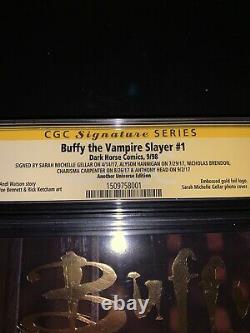 CGC Signature SERIES
Buffy the Vampire Slayer #1
Dark Horse Comics, 9/98
SIGNED BY SARAH MICHELLE GELLAR ON 4/14/17, ALYSON HANNIGAN ON 7/29/17, NICHOLAS BRENDON,
CHARISMA CARPENTER ON 8/26/17 & ANTHONY HEAD ON 9/2/17
Another Universe Edition
Andi Watson story
Joe Bennett & Rick Ketcham art
Embossed gold foil logo.
Sarah Michelle Gellar photo cover.
1509758001
Buffy